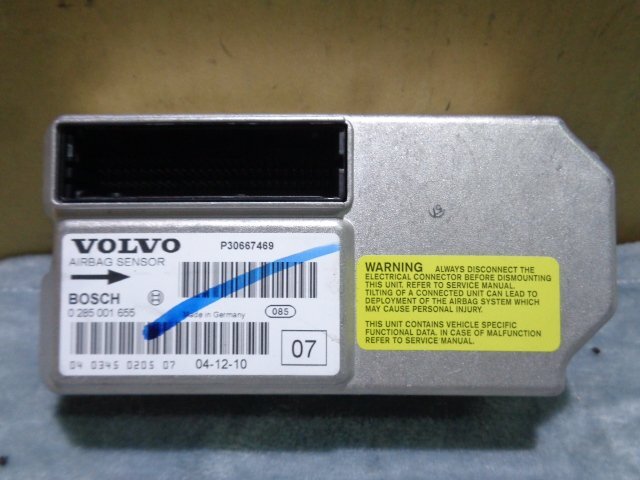 VOLVO
P30667469
AIRBAG SENSOR
BOSCH
0 285 001 655
Made in Germany
085
07
04 0345 0205 07
04-12-10
WARNING ALWAYS DISCONNECT THE
ELECTRICAL CONNECTOR BEFORE DISMOUNTING
THIS UNIT. REFER TO SERVICE MANUAL.
TILTING OF A CONNECTED UNIT CAN LEAD TO
DEPLOYMENT OF THE AIRBAG SYSTEM WHICH
MAY CAUSE PERSONAL INJURY.
THIS UNIT CONTAINS VEHICLE SPECIFIC
FUNCTIONAL DATA. IN CASE OF MALFUNCTION
REFER TO SERVICE MANUAL.